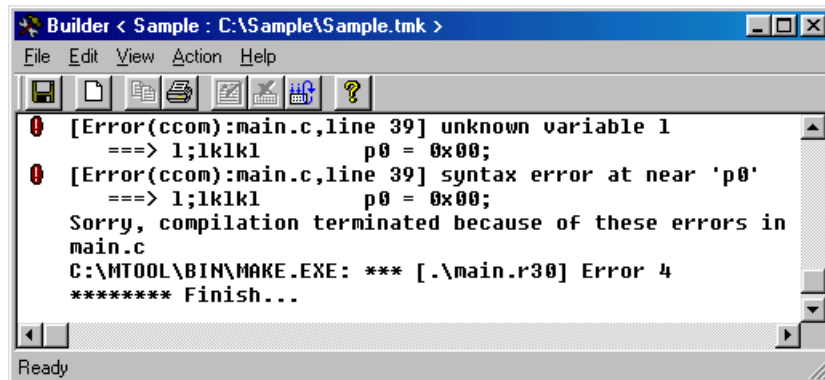 Builder < Sample : C:\Sample\Sample.tmk >
File Edit View Action Help
[Error(ccom):main.c,line 39] unknown variable l
===> l;lklkl p0 = 0x00;
[Error(ccom):main.c,line 39] syntax error at near 'p0'
===> l;lklkl p0 = 0x00;
Sorry, compilation terminated because of these errors in
main.c
C:\MTOOL\BIN\MAKE.EXE: *** [.\main.r30] Error 4
******** Finish...
Ready